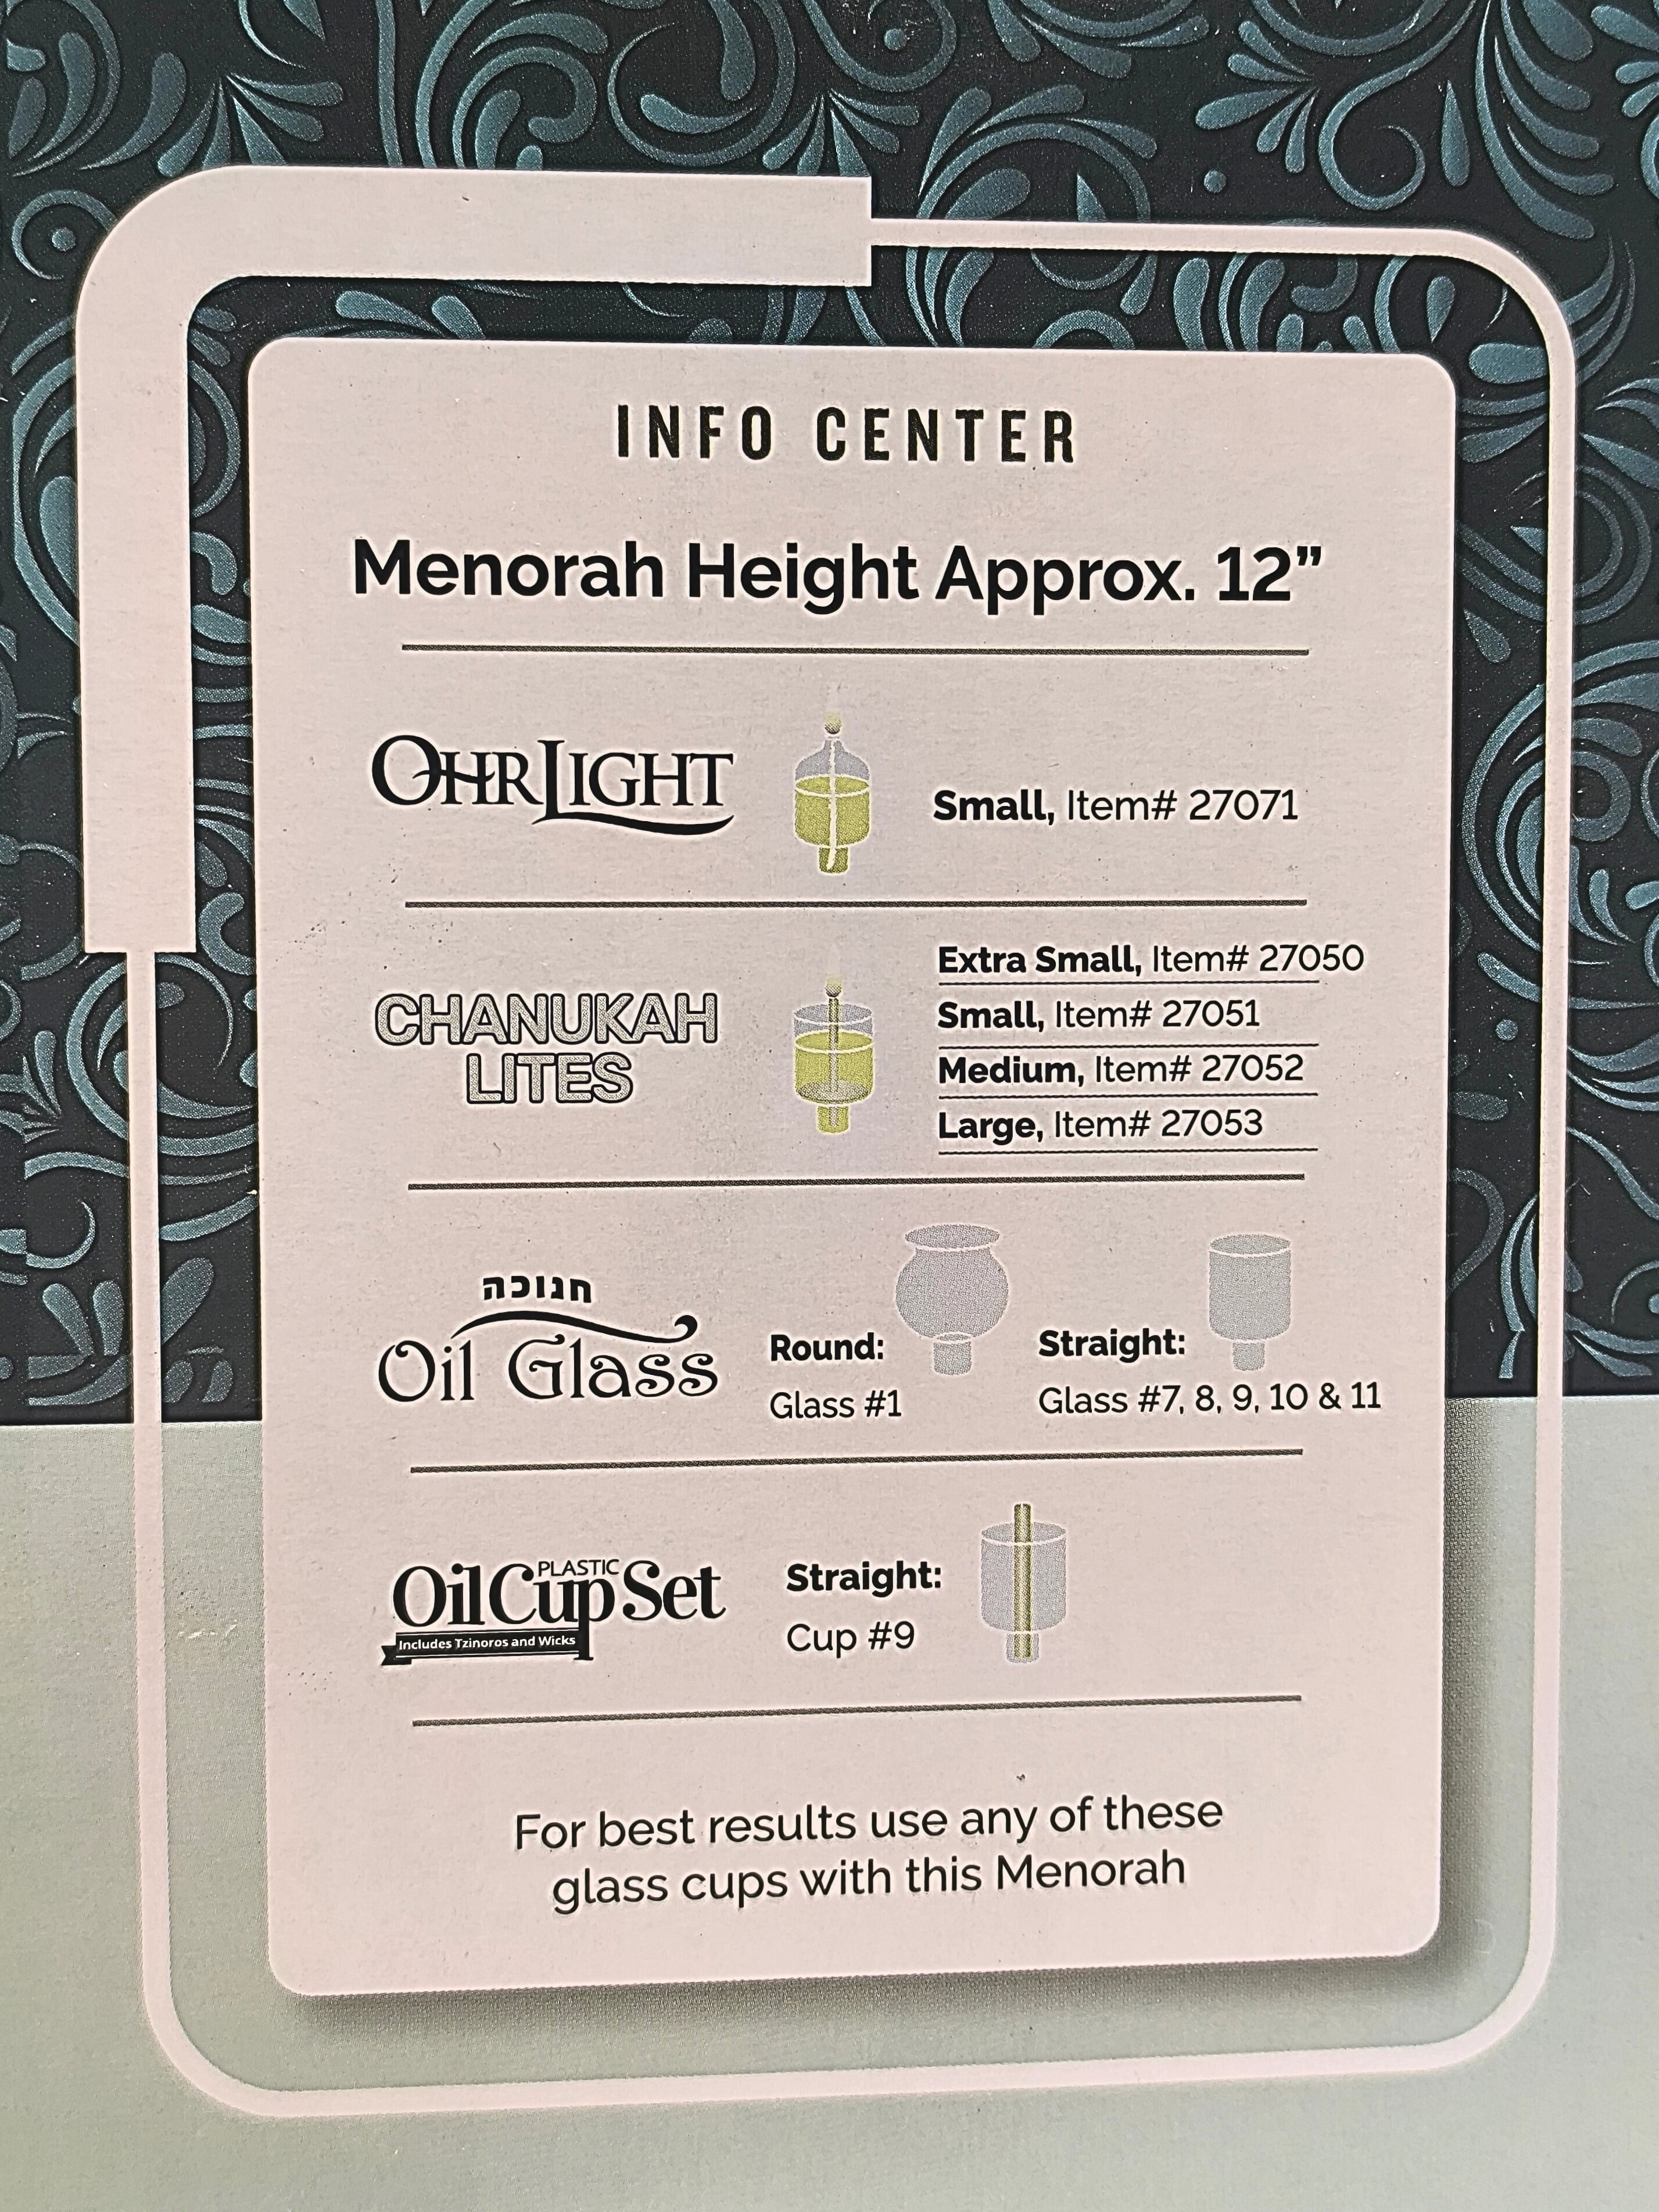 INFO CENTER
Menorah Height Approx. 12”
OHRLIGHT
Small, Item# 27071
CHANUKAH
LITES
Extra Small, Item# 27050
Small, Item# 27051
Medium, Item# 27052
Large, Item# 27053
חנוכה
Oil Glass
Round:
Glass #1
Straight:
Glass #7, 8, 9, 10 & 11
PLASTIC
Oil Cup Set
Includes Tzinoros and Wicks
Straight:
Cup #9
For best results use any of these
glass cups with this Menorah